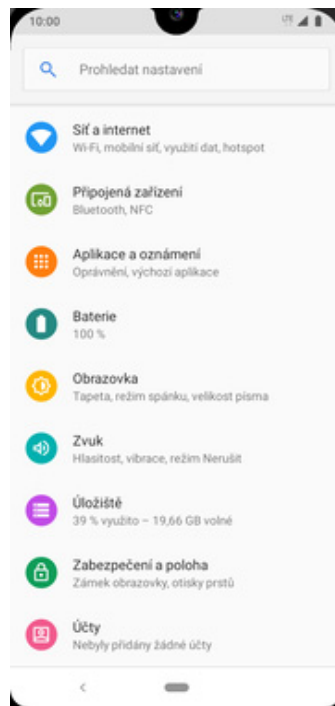 10:00
LTE
Prohledat nastavení
Síť a internet
Wi-Fi, mobilní síť, využití dat, hotspot
Připojená zařízení
Bluetooth, NFC
Aplikace a oznámení
Oprávnění, výchozí aplikace
Baterie
100 %
Obrazovka
Tapeta, režim spánku, velikost písma
Zvuk
Hlasitost, vibrace, režim Nerušit
Úložiště
39 % využito – 19,66 GB volné
Zabezpečení a poloha
Zámek obrazovky, otisky prstů
Účty
Nebyly přidány žádné účty